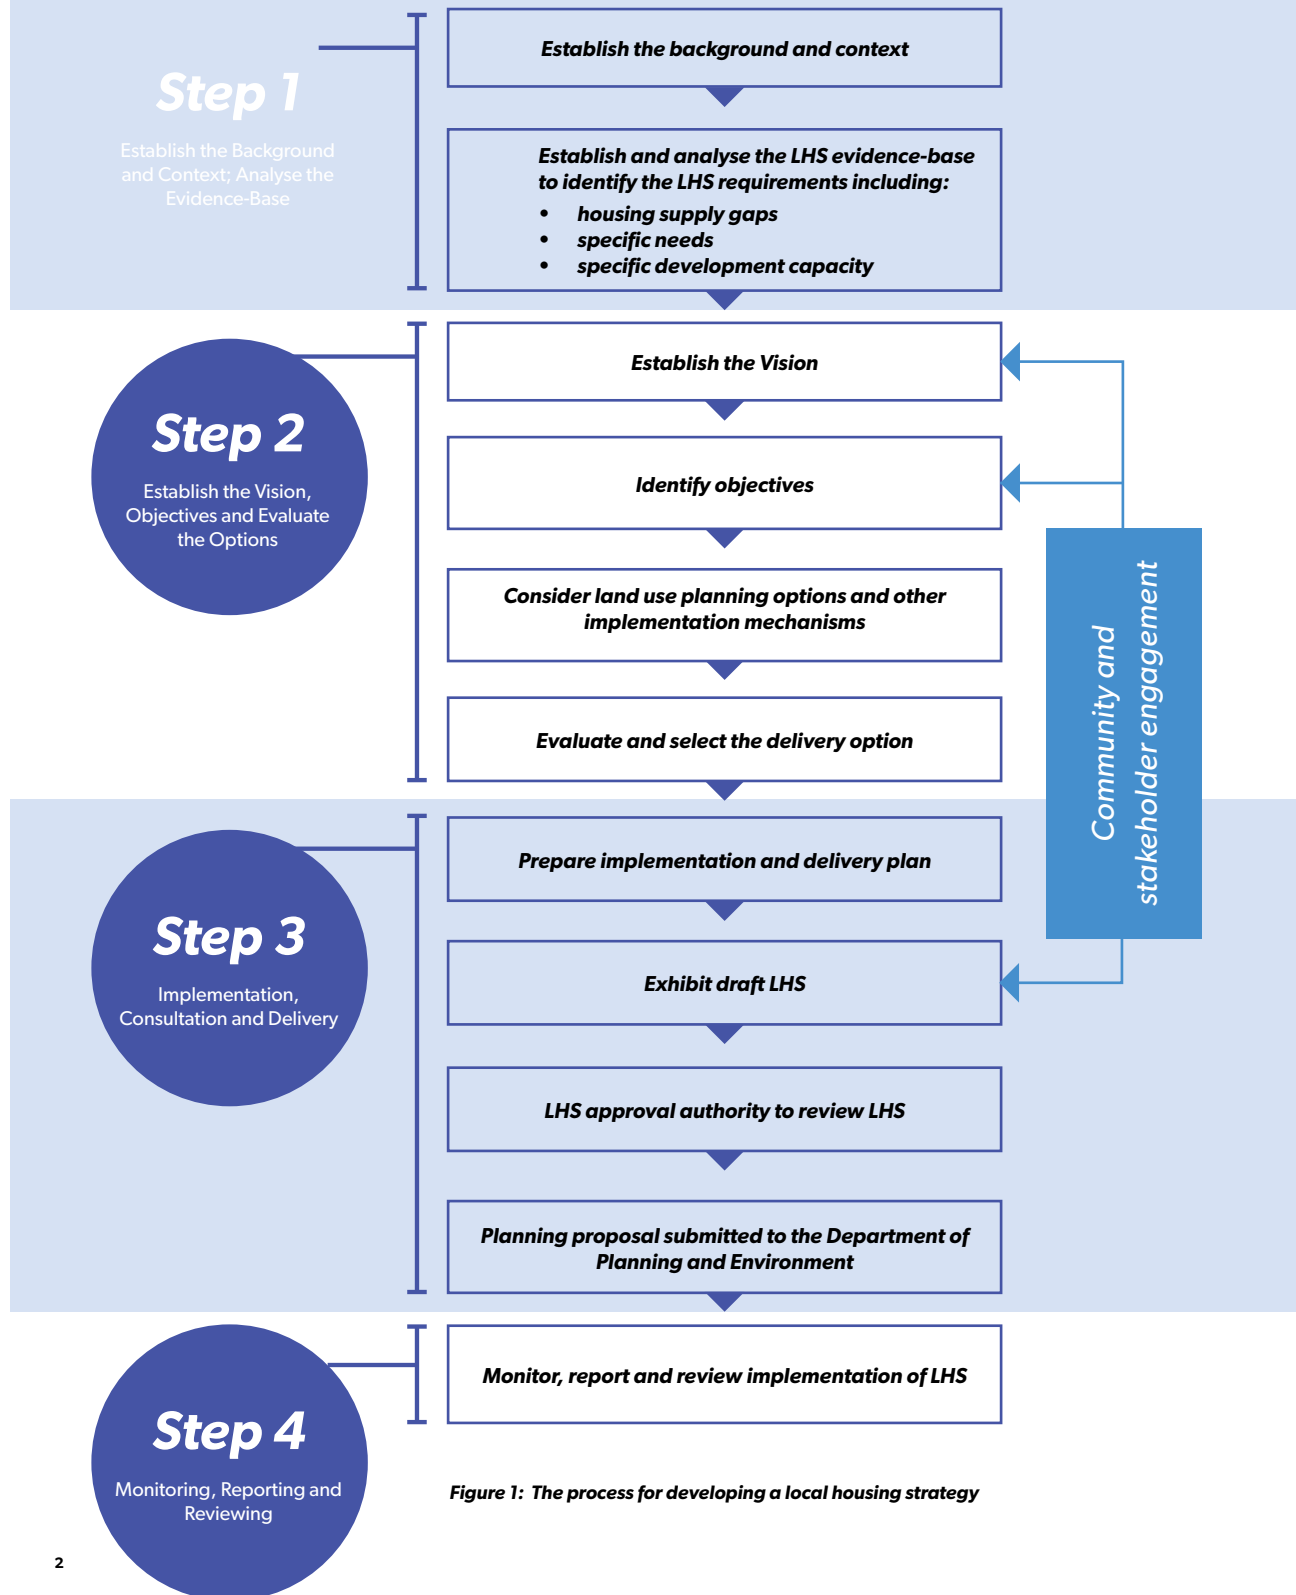 Step 1
Establish the Background
and Context; Analyse the
Evidence-Base
Establish the background and context
Establish and analyse the LHS evidence-base
to identify the LHS requirements including:
• housing supply gaps
• specific needs
• specific development capacity
Step 2
Establish the Vision,
Objectives and Evaluate
the Options
Establish the Vision
Identify objectives
Consider land use planning options and other
implementation mechanisms
Evaluate and select the delivery option
Community and
stakeholder engagement
Step 3
Implementation,
Consultation and Delivery
Prepare implementation and delivery plan
Exhibit draft LHS
LHS approval authority to review LHS
Planning proposal submitted to the Department of
Planning and Environment
Step 4
Monitoring, Reporting and
Reviewing
Monitor, report and review implementation of LHS
Figure 1: The process for developing a local housing strategy
2